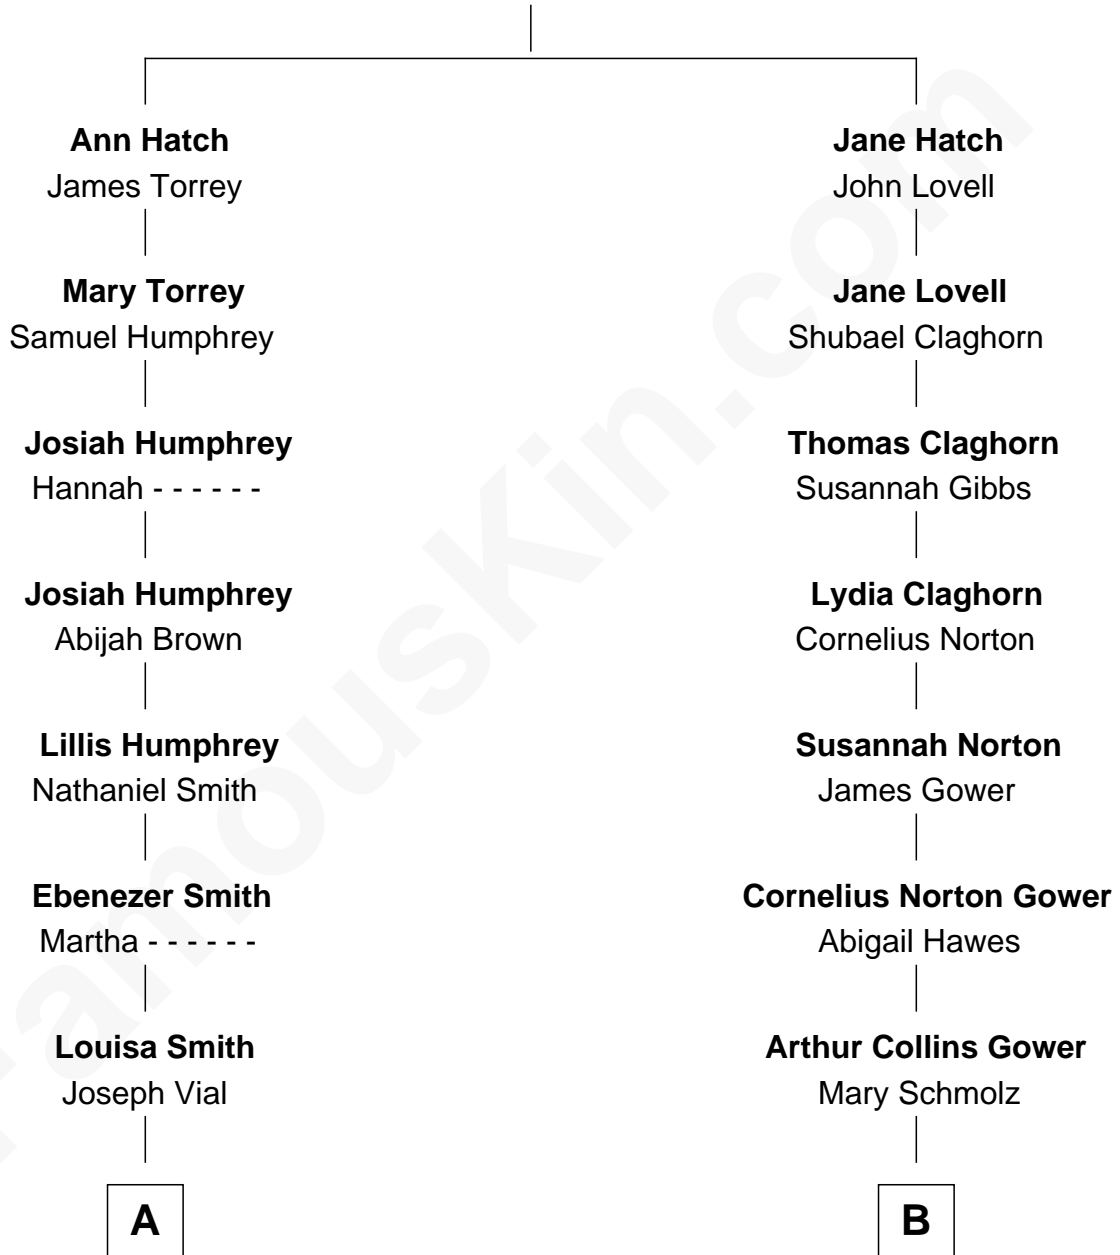 Ann Hatch
James Torrey
Mary Torrey
Samuel Humphrey
Josiah Humphrey
Hannah - - - - - -
Josiah Humphrey
Abijah Brown
Lillis Humphrey
Nathaniel Smith
Ebenezer Smith
Martha - - - - - -
Louisa Smith
Joseph Vial
A
Jane Hatch
John Lovell
Jane Lovell
Shubael Claghorn
Thomas Claghorn
Susannah Gibbs
Lydia Claghorn
Cornelius Norton
Susannah Norton
James Gower
Cornelius Norton Gower
Abigail Hawes
Arthur Collins Gower
Mary Schmolz
B
FamousKin.com